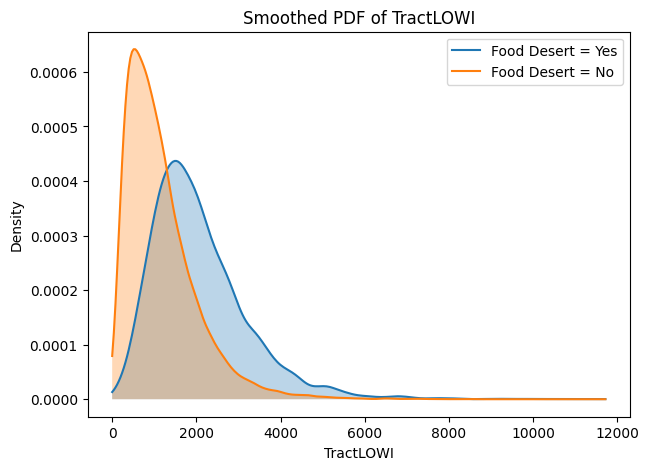 Smoothed PDF of TractLOWI
Food Desert = Yes
Food Desert = No
Density
0.0006
0.0005
0.0004
0.0003
0.0002
0.0001
0.0000
0
2000
4000
6000
8000
10000
12000
TractLOWI